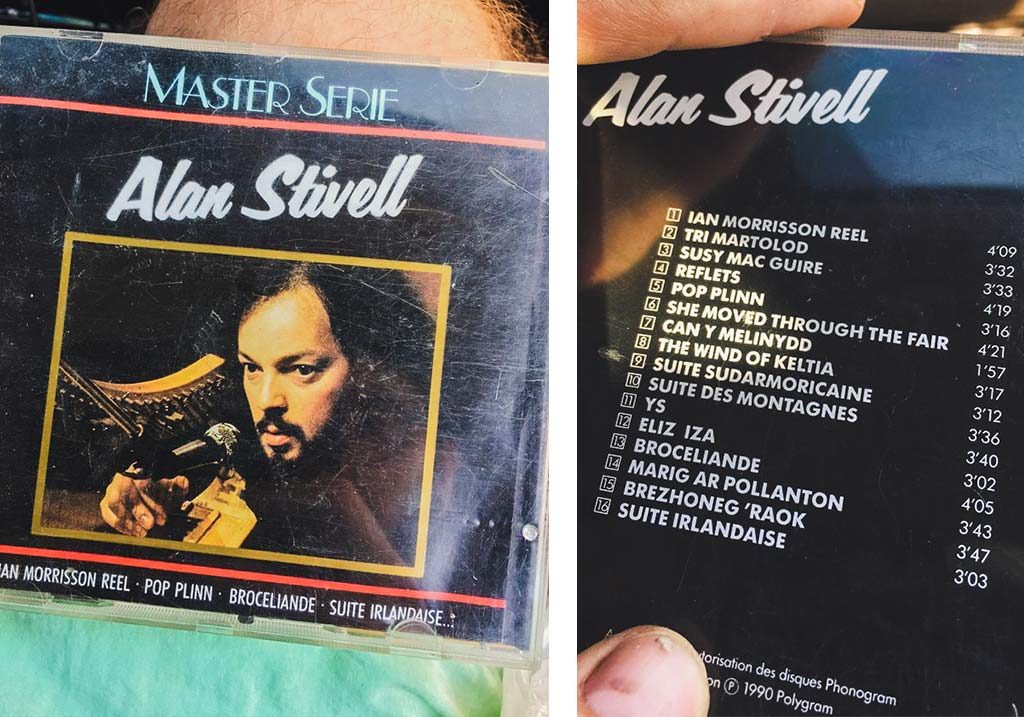 MASTER SERIE
Alan Stivell
IAN MORRISSON REEL · POP PLINN · BROCELIANDE · SUITE IRLANDAISE...
Alan Stivell
1 IAN MORRISSON REEL 4'09
2 TRI MARTOLOD 3'32
3 SUSY MAC GUIRE 3'33
4 REFLETS 4'19
5 POP PLINN 3'16
6 SHE MOVED THROUGH THE FAIR 4'21
7 CAN Y MELINYDD 1'57
8 THE WIND OF KELTIA 3'17
9 SUITE SUDARMORICAINE 3'12
10 SUITE DES MONTAGNES 3'36
11 YS 3'40
12 ELIZ IZA 3'02
13 BROCELIANDE 4'05
14 MARIG AR POLLANTON 3'43
15 BREZHONEG 'RAOK 3'47
16 SUITE IRLANDAISE 3'03
torisation des disques Phonogram
on ℗ 1990 Polygram